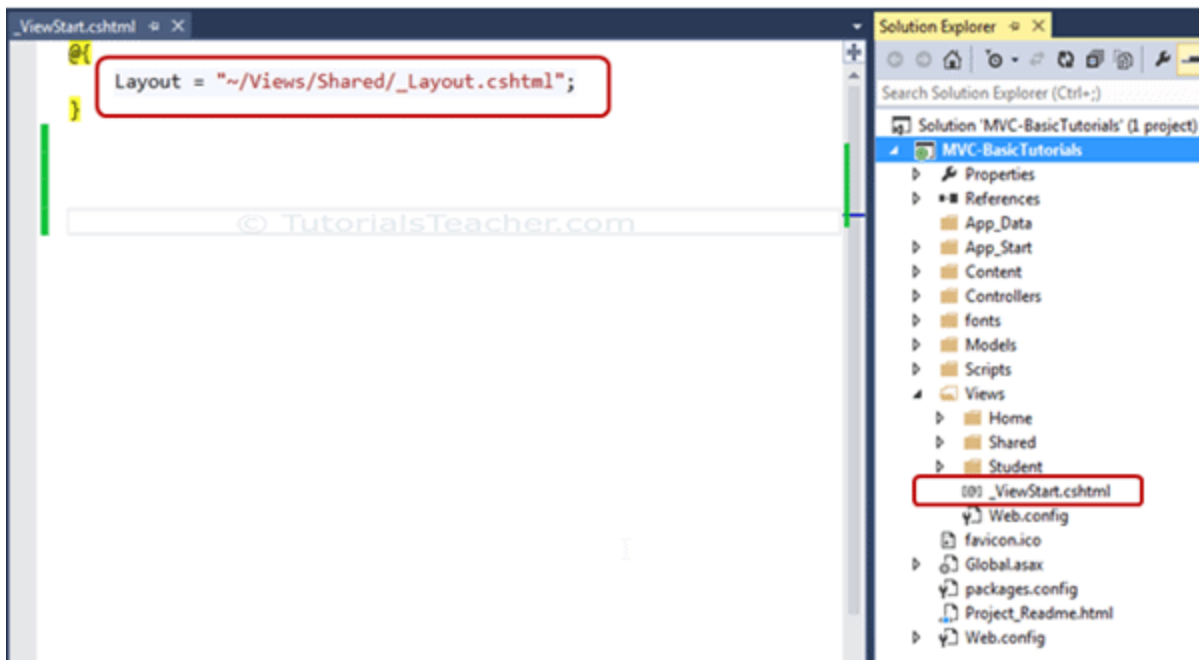 _ViewStart.cshtml
@{
Layout = "~/Views/Shared/_Layout.cshtml";
}
© TutorialsTeacher.com
Solution Explorer
Search Solution Explorer (Ctrl+;)
Solution 'MVC-BasicTutorials' (1 project)
MVC-BasicTutorials
Properties
References
App_Data
App_Start
Content
Controllers
fonts
Models
Scripts
Views
Home
Shared
Student
_ViewStart.cshtml
Web.config
favicon.ico
Global.asax
packages.config
Project_Readme.html
Web.config